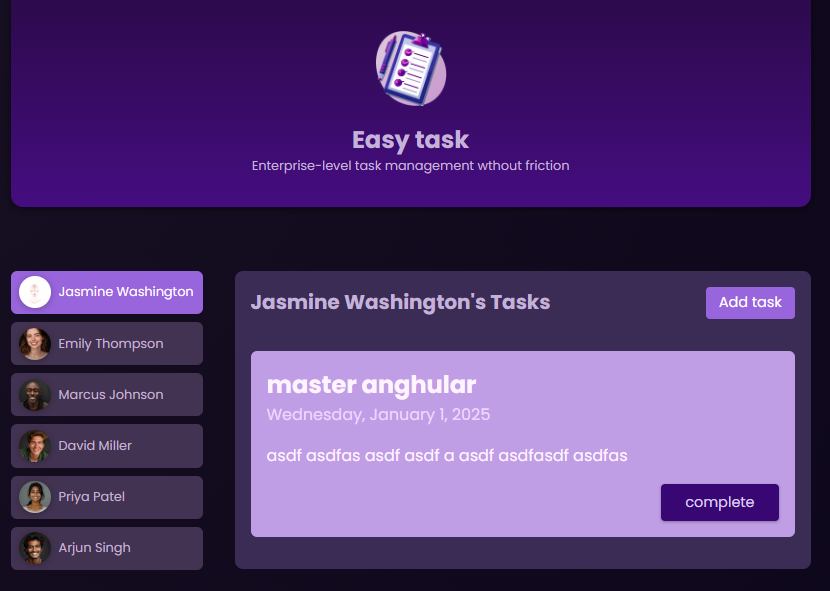 Easy task
Enterprise-level task management wthout friction
Jasmine Washington
Emily Thompson
Marcus Johnson
David Miller
Priya Patel
Arjun Singh
Jasmine Washington's Tasks
Add task
master anghular
Wednesday, January 1, 2025
asdf asdfas asdf asdf a asdf asdfasdf asdfas
complete